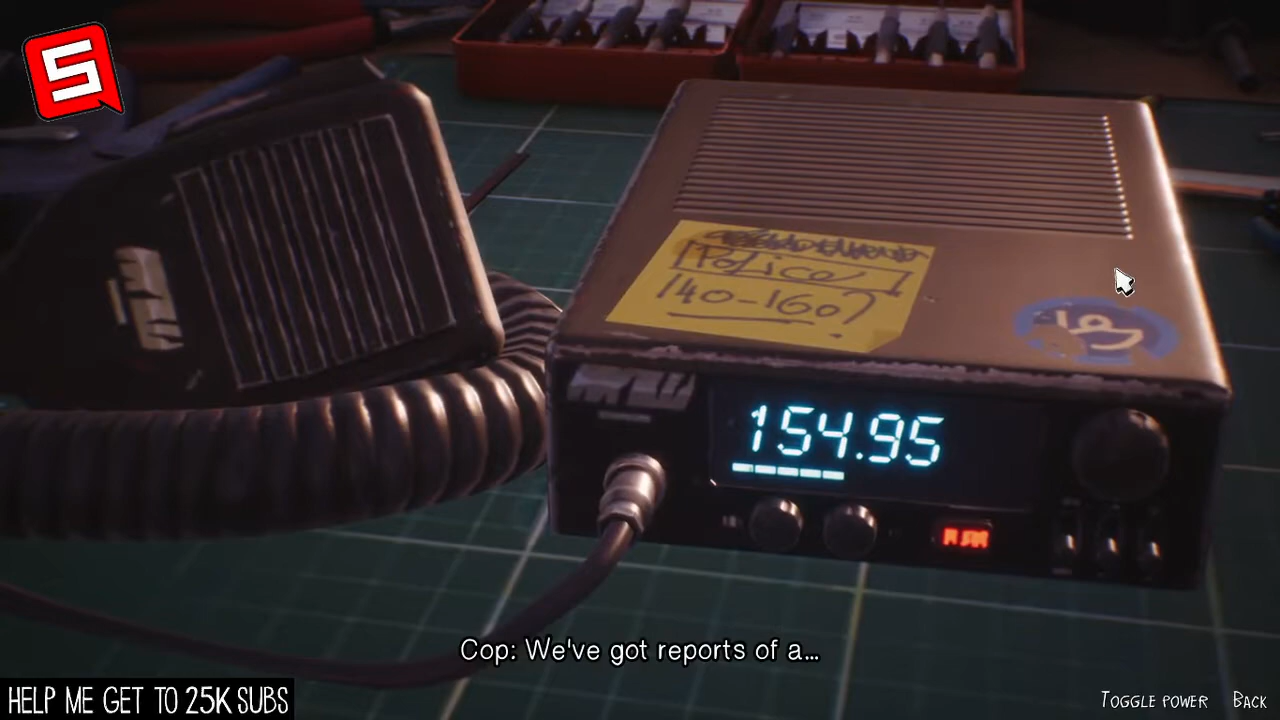 S
Police
140-160
154.95
Cop: We've got reports of a...
HELP ME GET TO 25K SUBS
TOGGLE POWER BACK